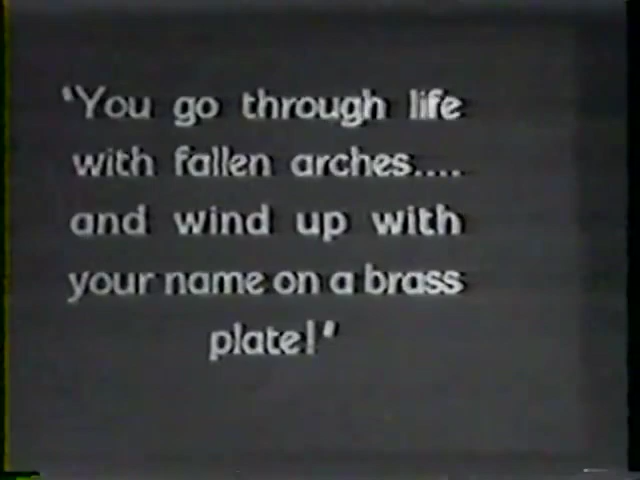 'You go through life
with fallen arches....
and wind up with
your name on a brass
plate!"